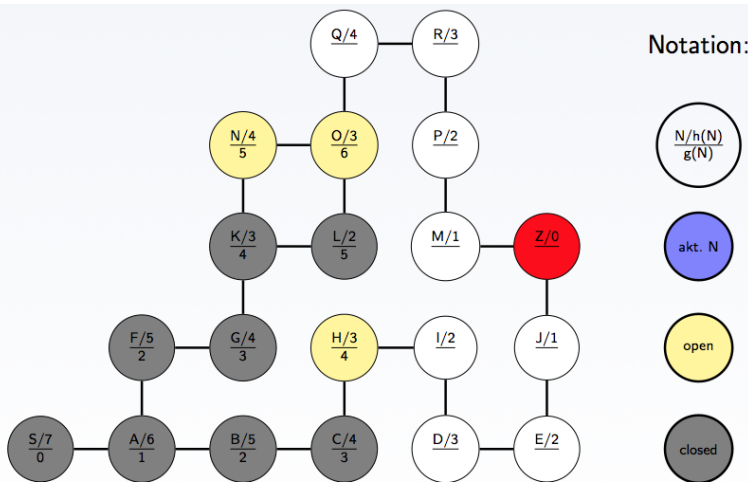 Q/4
R/3
Notation:
N/4
5
O/3
6
P/2
N/h(N)
g(N)
K/3
4
L/2
5
M/1
Z/0
akt. N
F/5
2
G/4
3
H/3
4
I/2
J/1
open
S/7
0
A/6
1
B/5
2
C/4
3
D/3
E/2
closed